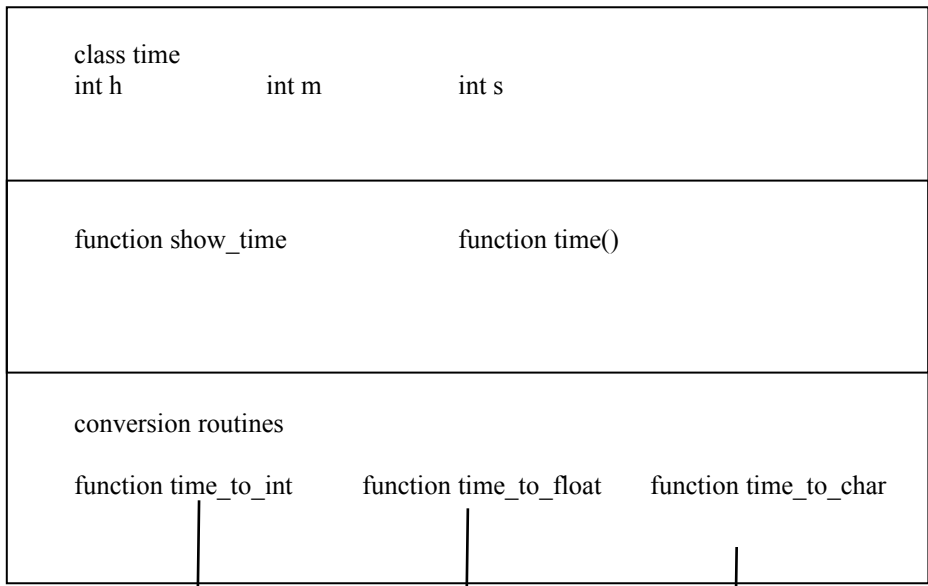 class time
int h int m int s
function show_time function time()
conversion routines
function time_to_int function time_to_float function time_to_char